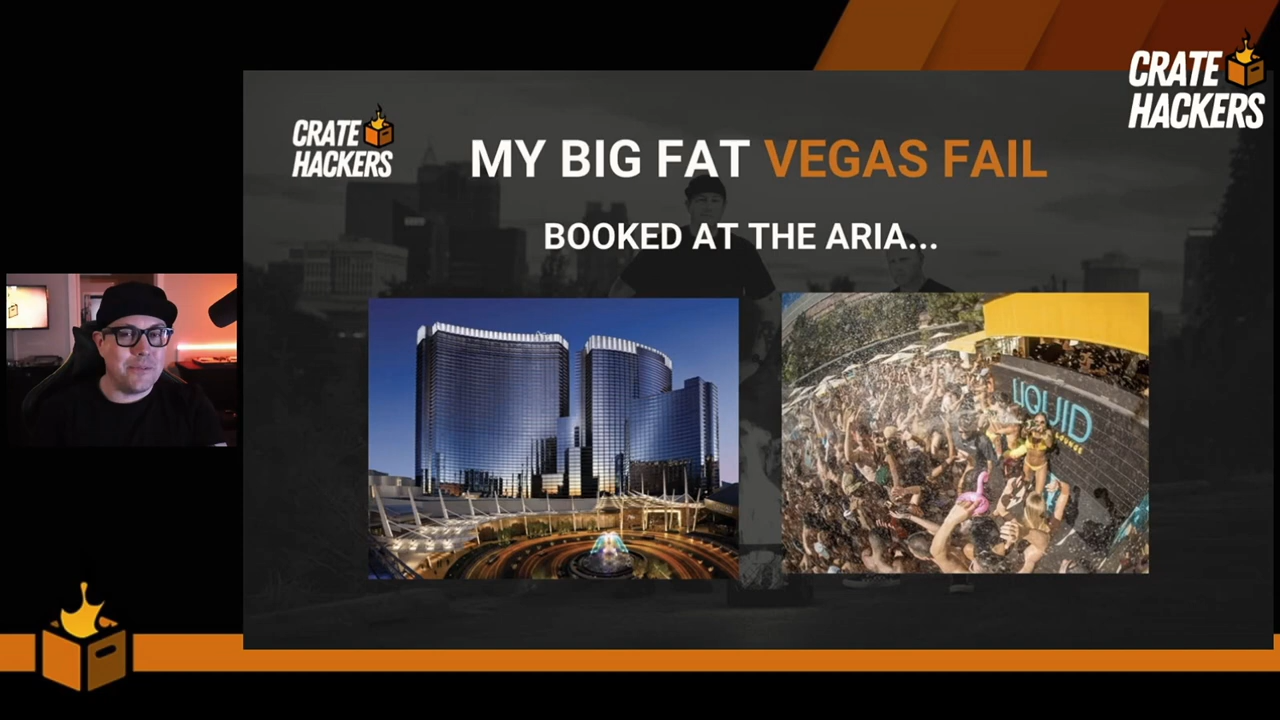 CRATE
HACKERS
CRATE
HACKERS
MY BIG FAT VEGAS FAIL
BOOKED AT THE ARIA...
LIQUID